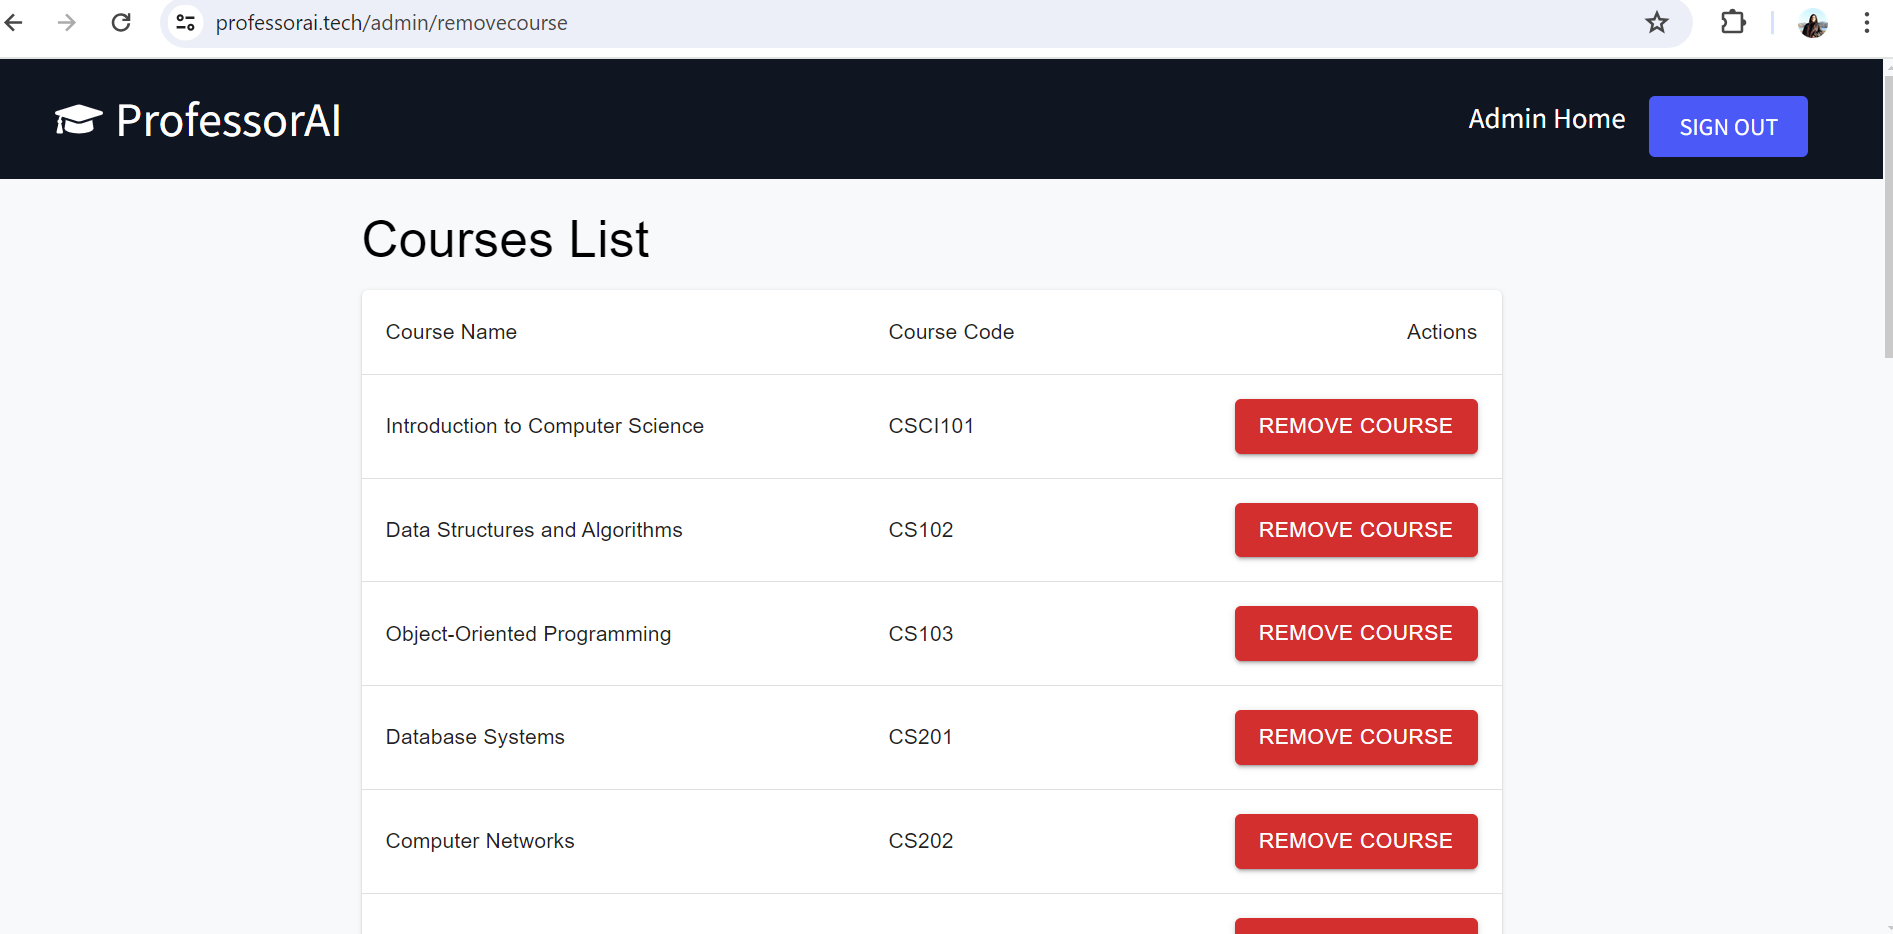 professorai.tech/admin/removecourse
ProfessorAI
Admin Home
SIGN OUT
Courses List
Course Name Course Code Actions
Introduction to Computer Science CSCI101 REMOVE COURSE
Data Structures and Algorithms CS102 REMOVE COURSE
Object-Oriented Programming CS103 REMOVE COURSE
Database Systems CS201 REMOVE COURSE
Computer Networks CS202 REMOVE COURSE